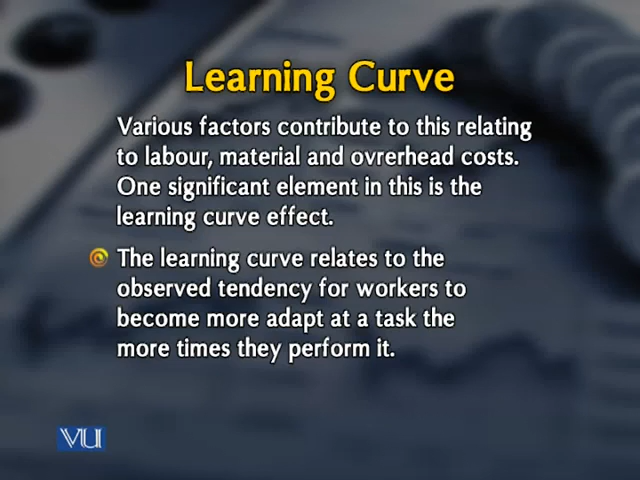 Learning Curve
Various factors contribute to this relating
to labour, material and ovrerhead costs.
One significant element in this is the
learning curve effect.
The learning curve relates to the
observed tendency for workers to
become more adapt at a task the
more times they perform it.
VU